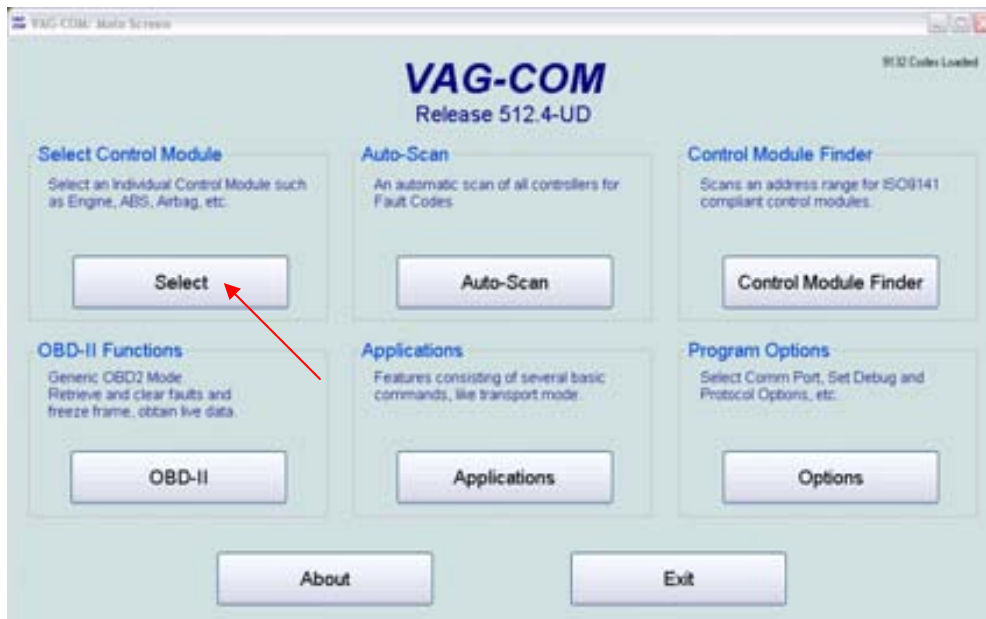 VAG-COM: Main Screen
9132 Codes Loaded
VAG-COM
Release 512.4-UD
Select Control Module
Select an Individual Control Module such
as Engine, ABS, Airbag, etc.
Select
Auto-Scan
An automatic scan of all controllers for
Fault Codes
Auto-Scan
Control Module Finder
Scans an address range for ISO9141
compliant control modules.
Control Module Finder
OBD-II Functions
Generic OBD2 Mode
Retrieve and clear faults and
freeze frame, obtain live data.
OBD-II
Applications
Features consisting of several basic
commands, like transport mode
Applications
Program Options
Select Comm Port, Set Debug and
Protocol Options, etc.
Options
About
Exit